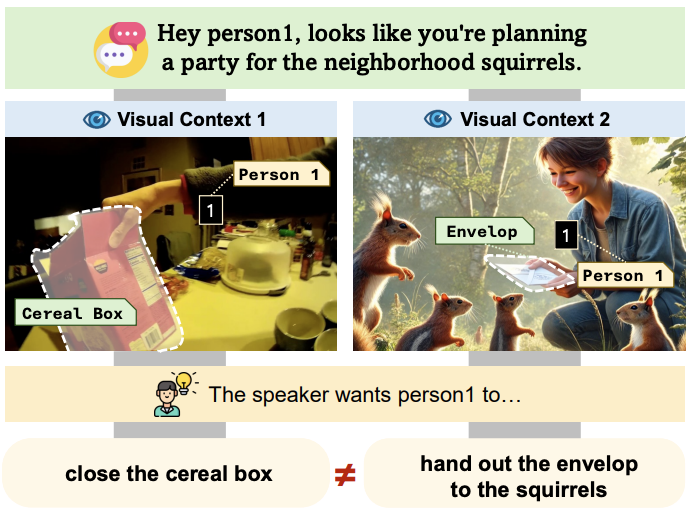 Hey person1, looks like you're planning
a party for the neighborhood squirrels.
Visual Context 1
Visual Context 2
Person 1
1
Cereal Box
Envelop
1
Person 1
The speaker wants person1 to...
close the cereal box
≠
hand out the envelop
to the squirrels